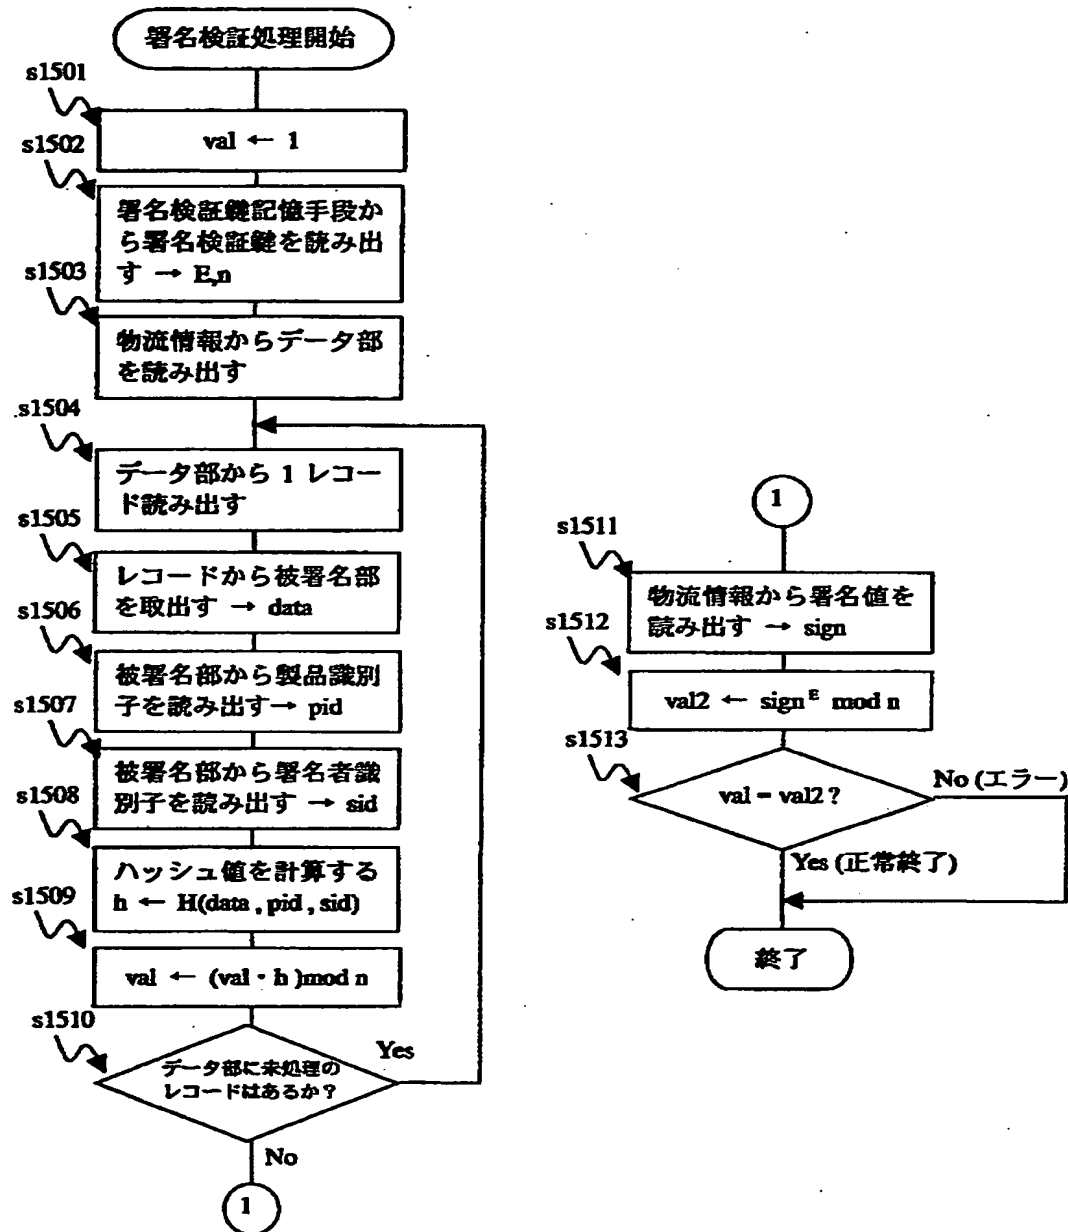 署名検証処理開始
s1501
val ← 1
s1502
署名検証鍵記憶手段か
ら署名検証鍵を読み出
す → E,n
s1503
物流情報からデータ部
を読み出す
s1504
データ部から 1 レコー
ド読み出す
s1505
レコードから被署名部
を取出す → data
s1506
被署名部から製品識別
子を読み出す→ pid
s1507
被署名部から署名者識
別子を読み出す → sid
s1508
ハッシュ値を計算する
h ← H(data , pid , sid)
s1509
val ← (val・h )mod n
s1510
データ部に未処理の
レコードはあるか？
Yes
No
1
1
s1511
物流情報から署名値を
読み出す → sign
s1512
val2 ← sign^E mod n
s1513
val = val2 ?
No (エラー)
Yes (正常終了)
終了